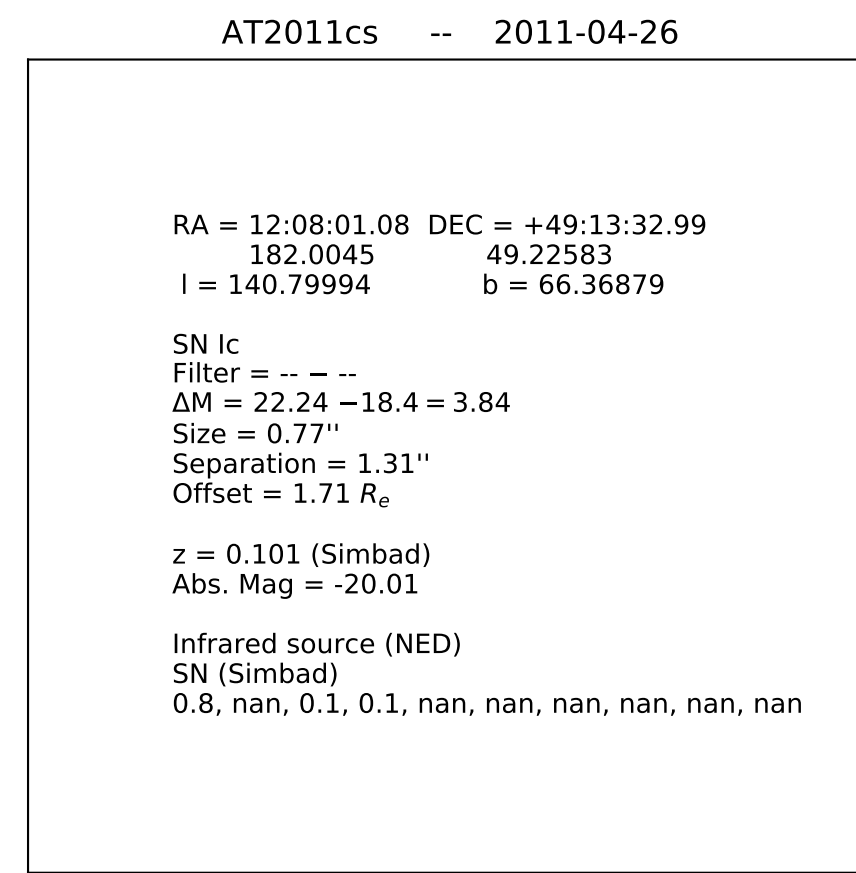 AT2011cs -- 2011-04-26
RA = 12:08:01.08 DEC = +49:13:32.99
182.0045 49.22583
l = 140.79994 b = 66.36879
SN Ic
Filter = -- − --
ΔM = 22.24 −18.4 = 3.84
Size = 0.77''
Separation = 1.31''
Offset = 1.71 Rₑ
z = 0.101 (Simbad)
Abs. Mag = -20.01
Infrared source (NED)
SN (Simbad)
0.8, nan, 0.1, 0.1, nan, nan, nan, nan, nan, nan